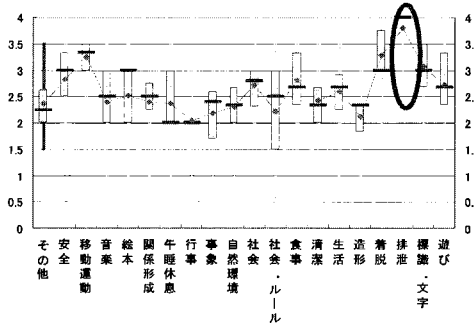 4
3.5
3
2.5
2
1.5
1
0.5
0
4
3.
3
2.
2
1.
1
0.
0
その他
安全
移動運動
音楽
絵本
関係形成
午睡休息
行事
事象
自然環境
社会
社会・ルール
食事
清潔
生活
造形
着脱
排泄
標識・文字
遊び